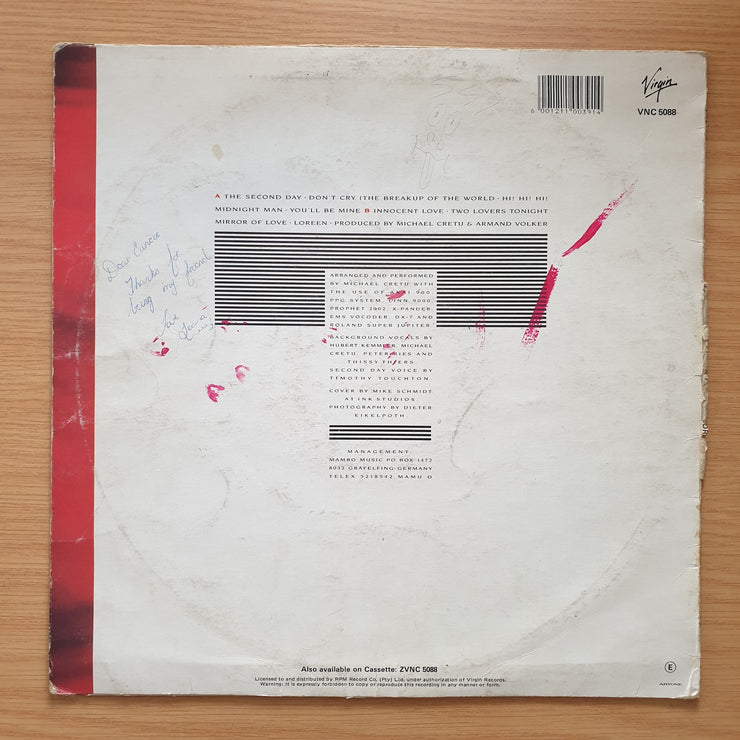 Virgin
VNC 5088
6 001211 003914
A THE SECOND DAY · DON'T CRY (THE BREAKUP OF THE WORLD · HI! HI! HI!
MIDNIGHT MAN · YOU'LL BE MINE B INNOCENT LOVE · TWO LOVERS TONIGHT
MIRROR OF LOVE · LOREEN · PRODUCED BY MICHAEL CRETU & ARMAND VOLKER
Dear
Thanks for
being my friend
Love
ARRANGED AND PERFORMED
BY MICHAEL CRETU WITH
THE USE OF 900,
PPG SYSTEM, LINN 9000,
PROPHET 2002, X-PANDER,
EMS VOCODER, DX-7 AND
ROLAND SUPER JUPITER.
BACKGROUND VOCALS BY
HUBERT KEMMLER, MICHAEL
CRETU, PETER RIES AND
THISSY THIERS.
SECOND DAY VOICE BY
TIMOTHY TOUCHTON.
COVER BY MIKE SCHMIDT
AT INK STUDIOS.
PHOTOGRAPHY BY DIETER
EIKELPOTH.
MANAGEMENT:
MAMBO MUSIC PO BOX 1472
8032 GRAFELFING-GERMANY
TELEX 5218542 MAMU D
Also available on Cassette: ZVNC 5088
Licensed to and distributed by RPM Record Co. (Pty) Ltd. under authorization of Virgin Records.
Warning: It is expressly forbidden to copy or reproduce this recording in any manner or form.
E
ARTONE